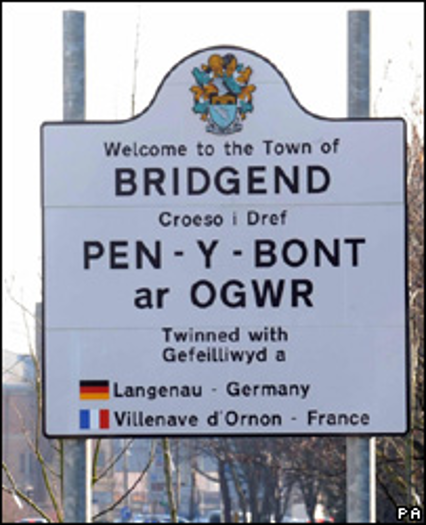 Welcome to the Town of
BRIDGEND
Croeso i Dref
PEN - Y - BONT
ar OGWR
Twinned with
Gefeilliwyd a
Langenau - Germany
Villenave d'Ornon - France
PA